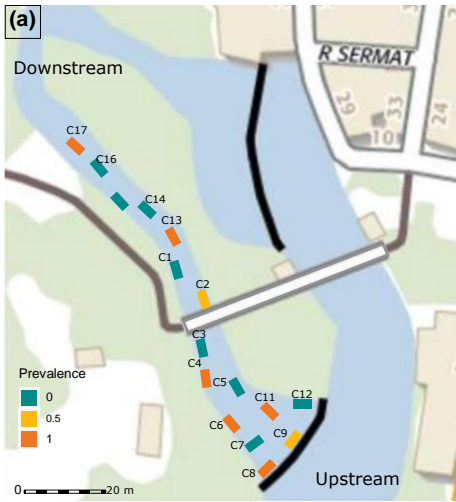 (a)
R SERMAT
Downstream
29
33
24
10
C17
C16
C14
C13
C1
C2
C3
C4
C5
C12
C11
C6
C9
C7
C8
Prevalence
0
0.5
1
0 20 m
Upstream